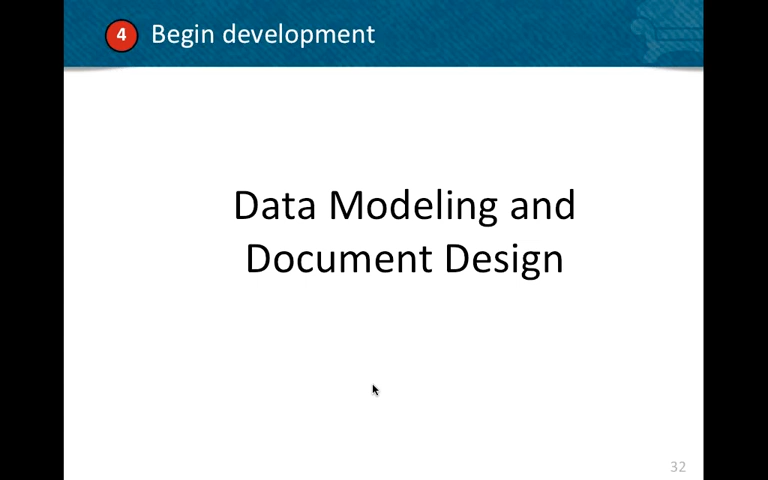 4 Begin development
Data Modeling and
Document Design
32